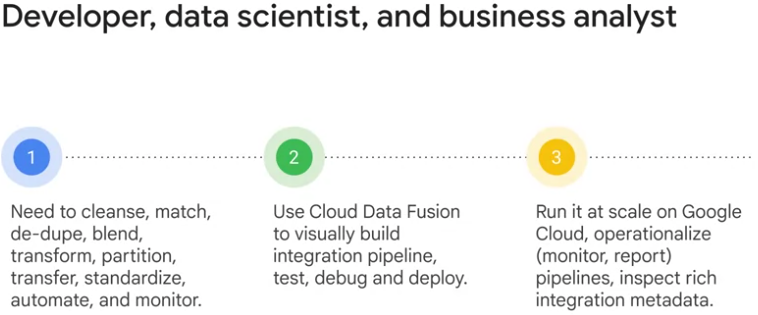 Developer, data scientist, and business analyst
1
2
3
Need to cleanse, match,
de-dupe, blend,
transform, partition,
transfer, standardize,
automate, and monitor.
Use Cloud Data Fusion
to visually build
integration pipeline,
test, debug and deploy.
Run it at scale on Google
Cloud, operationalize
(monitor, report)
pipelines, inspect rich
integration metadata.